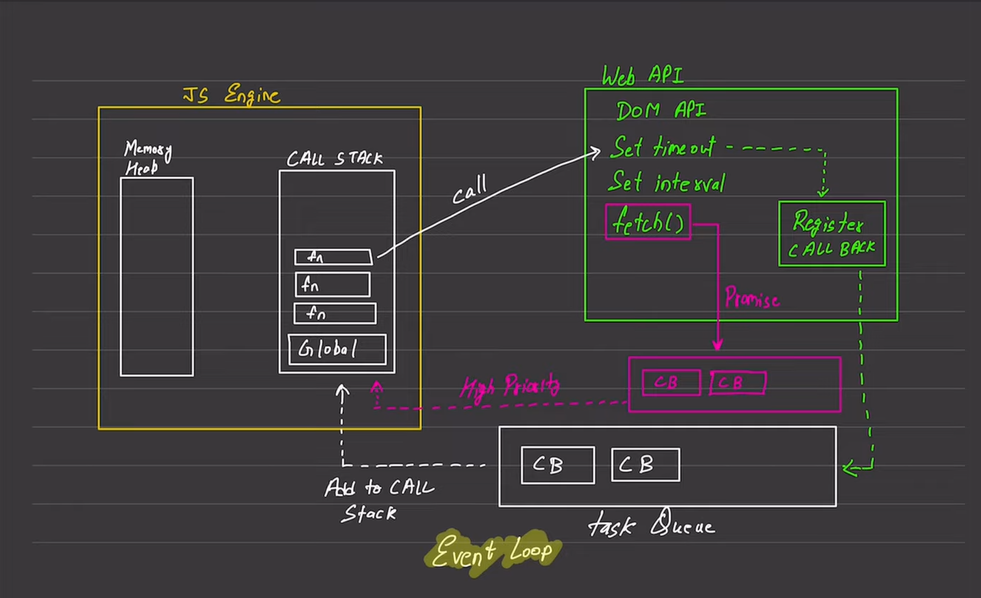 Web API
JS Engine
DOM API
Memory
Heab
CALL STACK
Set timeout
call
Set interval
fetch()
Register
CALL BACK
fn
fn
fn
Promise
Global
High Priority
CB
CB
CB
CB
Add to CALL
Stack
task Queue
Event Loop